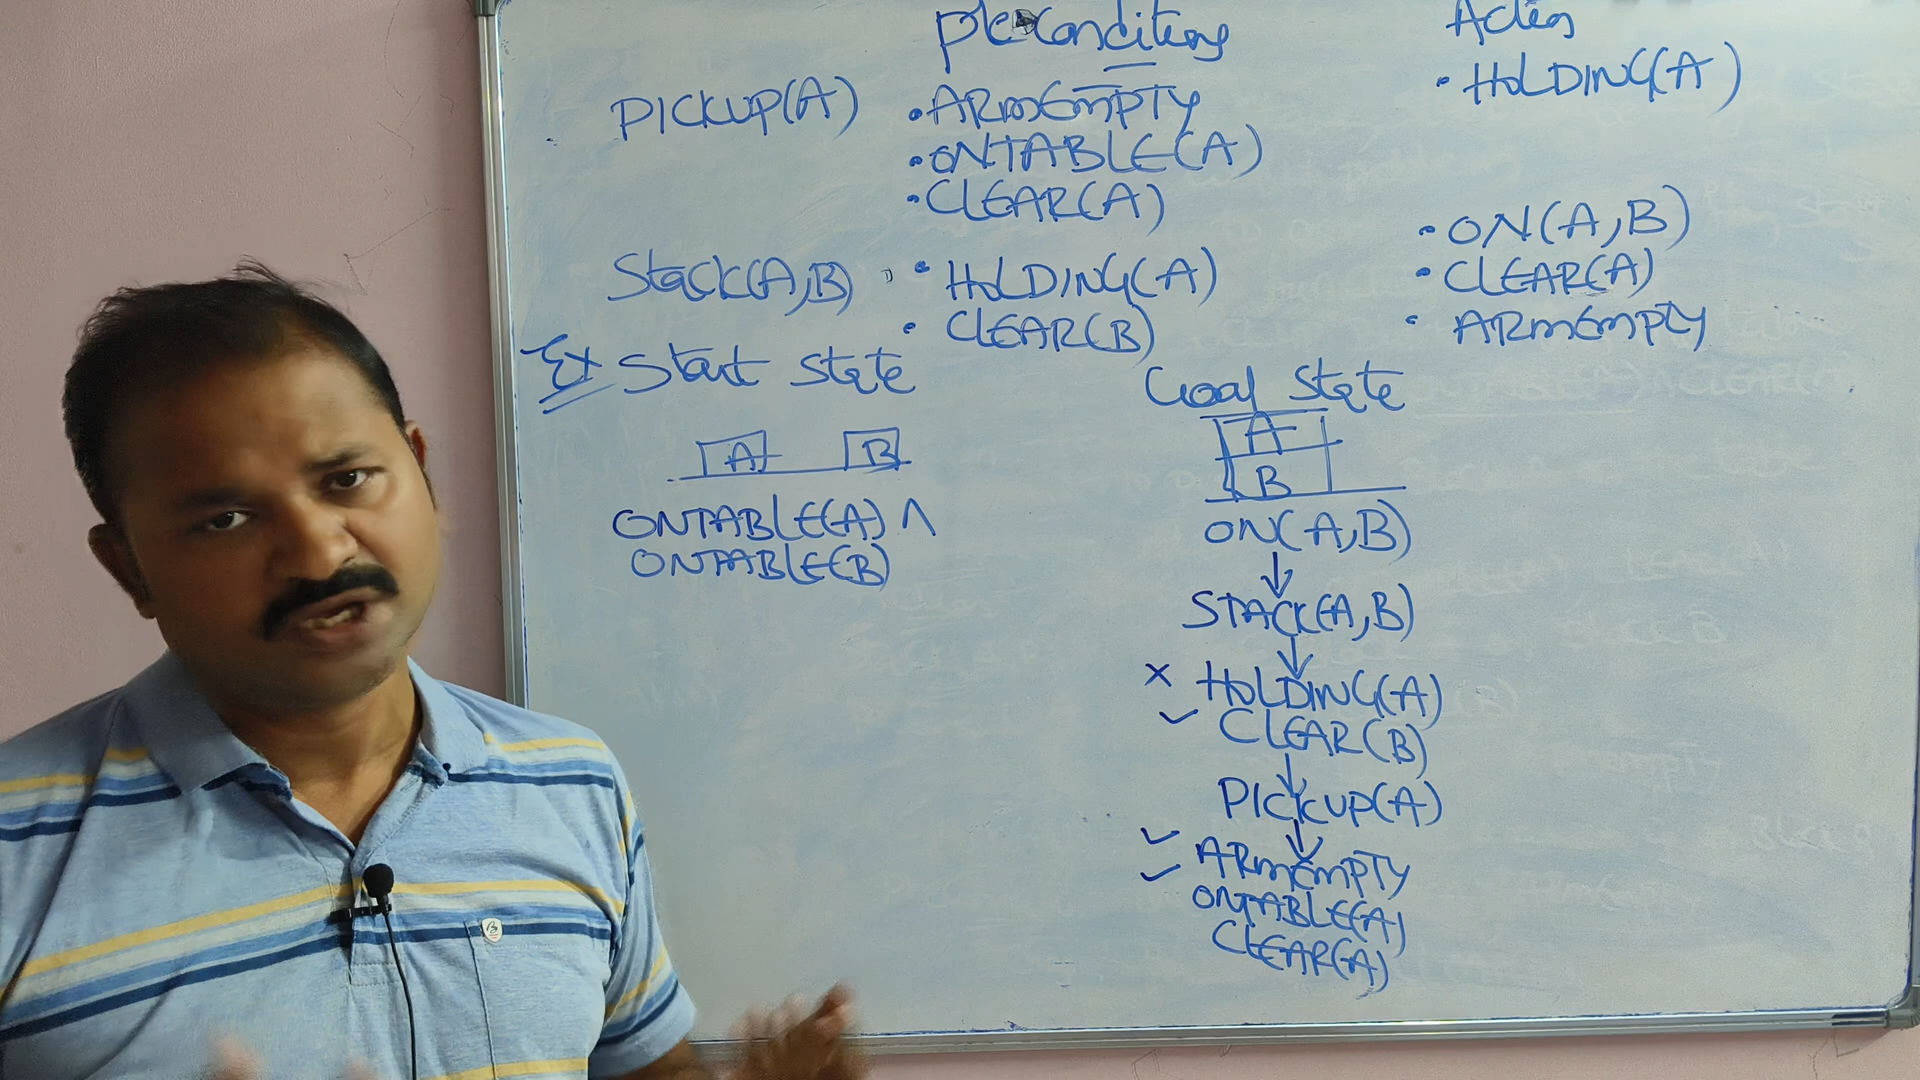 Preconditions Action
PICKUP(A) • ARMEMPTY • HOLDING(A)
• ONTABLE(A)
• CLEAR(A)
Stack(A,B) • HOLDING(A) • ON(A,B)
• CLEAR(B) • CLEAR(A)
• ARMEMPTY
Ex Start State
A B
ONTABLE(A) ∧
ONTABLE(B)
Goal State
A
B
ON(A,B)
↓
STACK(A,B)
↓
× HOLDING(A)
✓ CLEAR(B)
↓
PICKUP(A)
↓
✓ ARMEMPTY
✓ ONTABLE(A)
CLEAR(A)